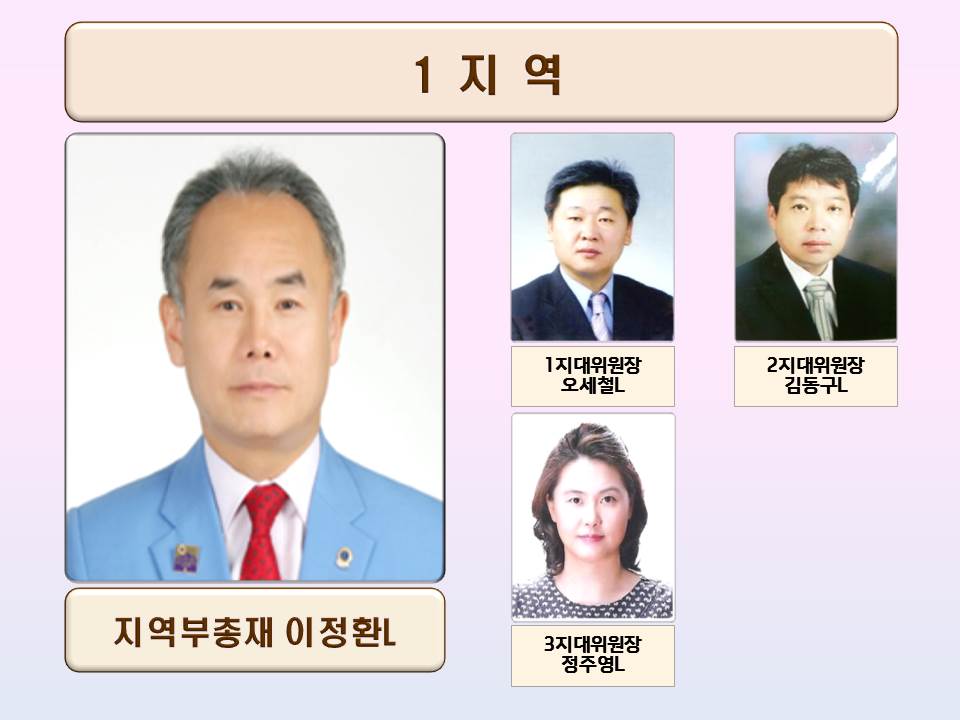 1 지 역
지역부총재 이정환L
1지대위원장
오세철L
2지대위원장
김동구L
3지대위원장
정주영L